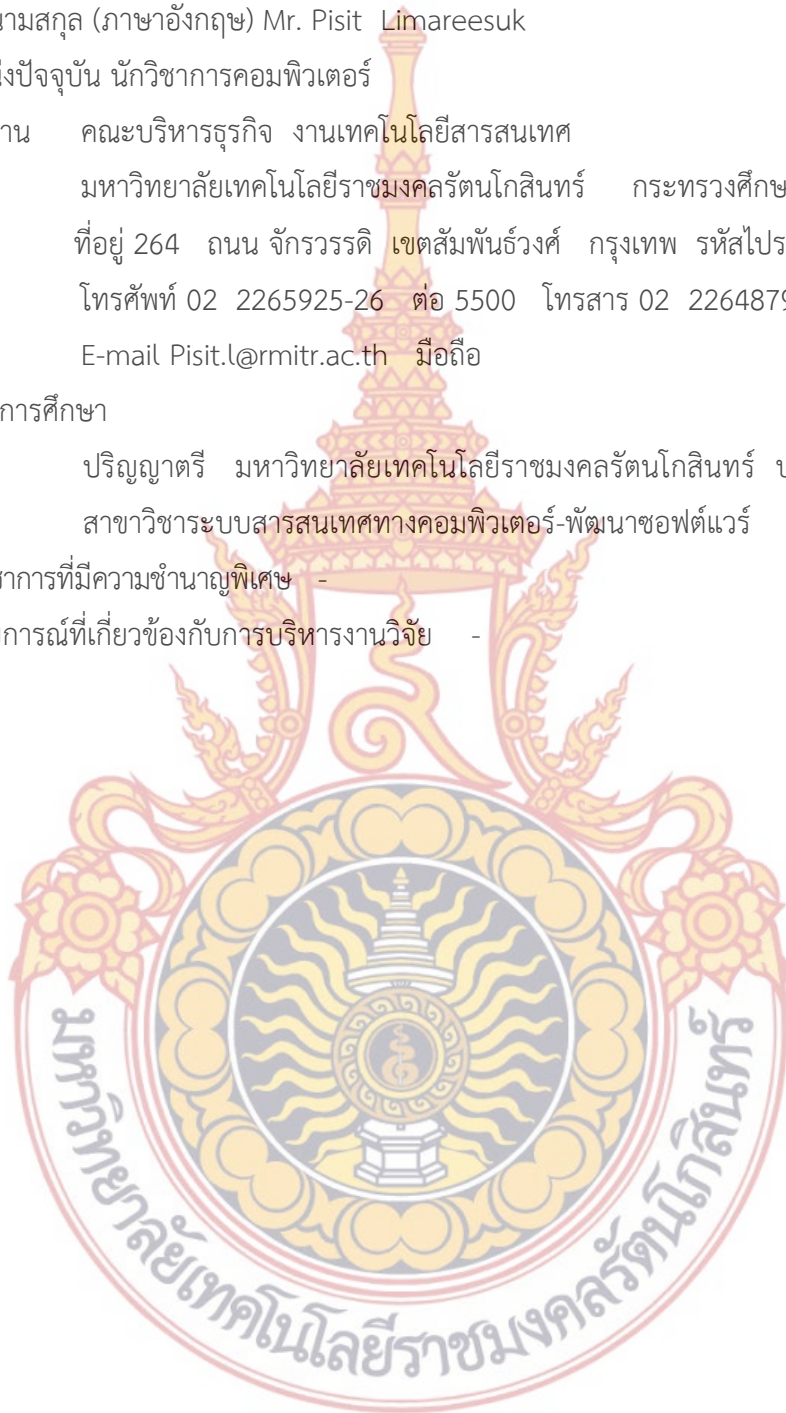 นามสกุล (ภาษาอังกฤษ) Mr. Pisit Limareesuk
ปัจจุบัน นักวิชาการคอมพิวเตอร์
คณะบริหารธุรกิจ งานเทคโนโลยีสารสนเทศ
มหาวิทยาลัยเทคโนโลยีราชมงคลรัตนโกสินทร์ กระทรวงศึกษ
ที่อยู่ 264 ถนน จักรวรรดิ เขตสัมพันธ์วงศ์ กรุงเทพ รหัสไปร
โทรศัพท์ 02 2265925-26 ต่อ 5500 โทรสาร 02 2264879
E-mail Pisit.l@rmitr.ac.th มือถือ
การศึกษา
ปริญญาตรี มหาวิทยาลัยเทคโนโลยีราชมงคลรัตนโกสินทร์
สาขาวิชาระบบสารสนเทศทางคอมพิวเตอร์-พัฒนาซอฟต์แวร์
าการที่มีความชำนาญพิเศษ -
การณ์ที่เกี่ยวข้องกับการบริหารงานวิจัย -
มหาวิทยาลัยเทคโนโลยีราชมงคลรัตนโกสินทร์